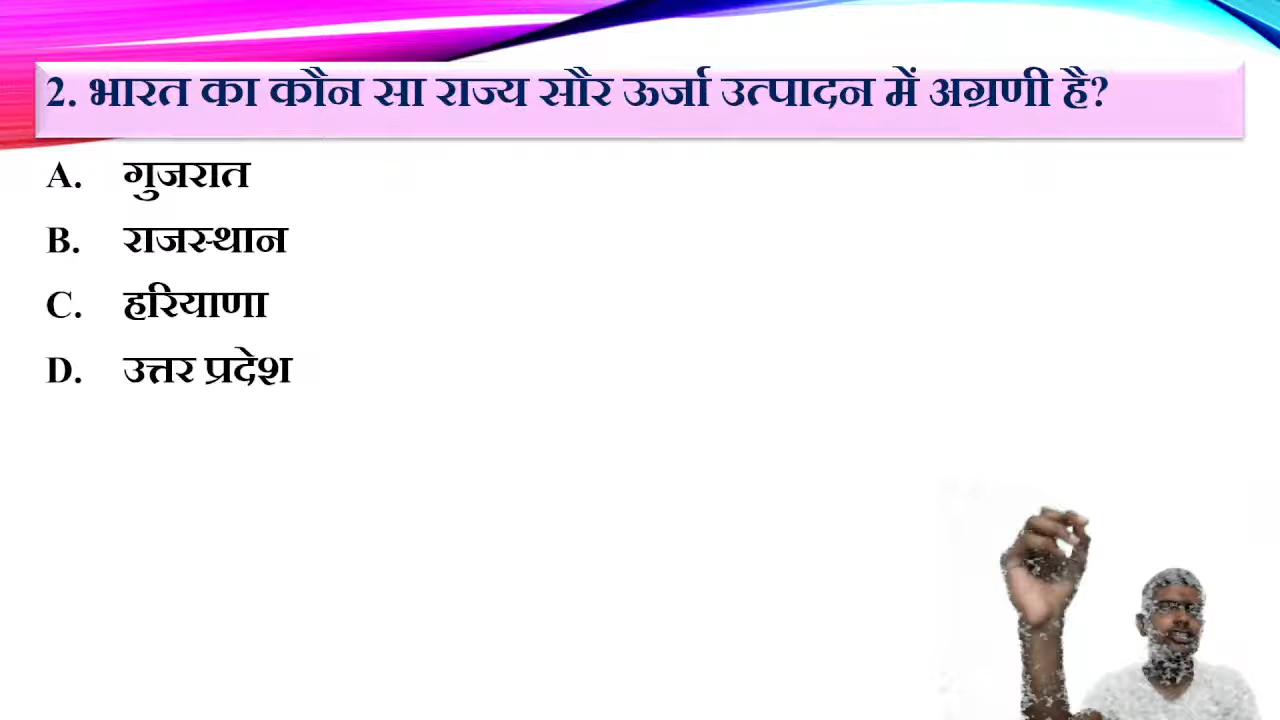 2. भारत का कौन सा राज्य सौर ऊर्जा उत्पादन में अग्रणी है?
A. गुजरात
B. राजस्थान
C. हरियाणा
D. उत्तर प्रदेश